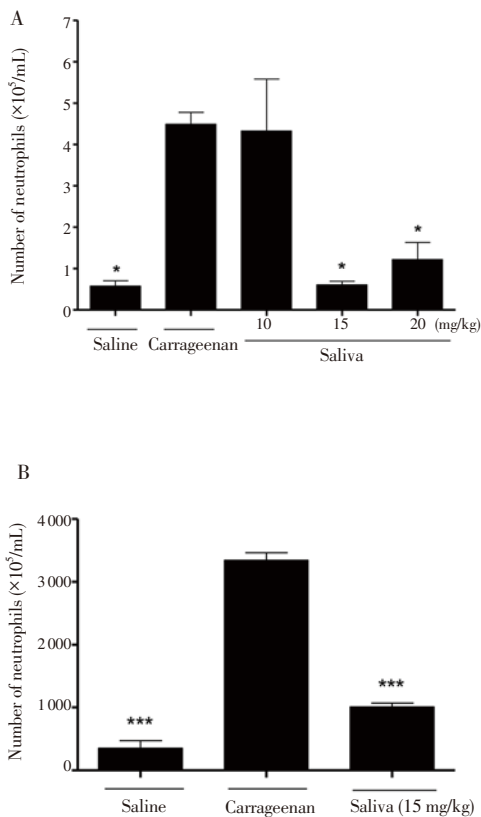 A
Number of neutrophils (×10⁵/mL)
7
6
5
4
3
2
1
0
*
*
*
10 15 20 (mg/kg)
Saline Carrageenan
Saliva
B
Number of neutrophils (×10⁵/mL)
4 000
3 000
2 000
1 000
0
***
***
Saline Carrageenan Saliva (15 mg/kg)